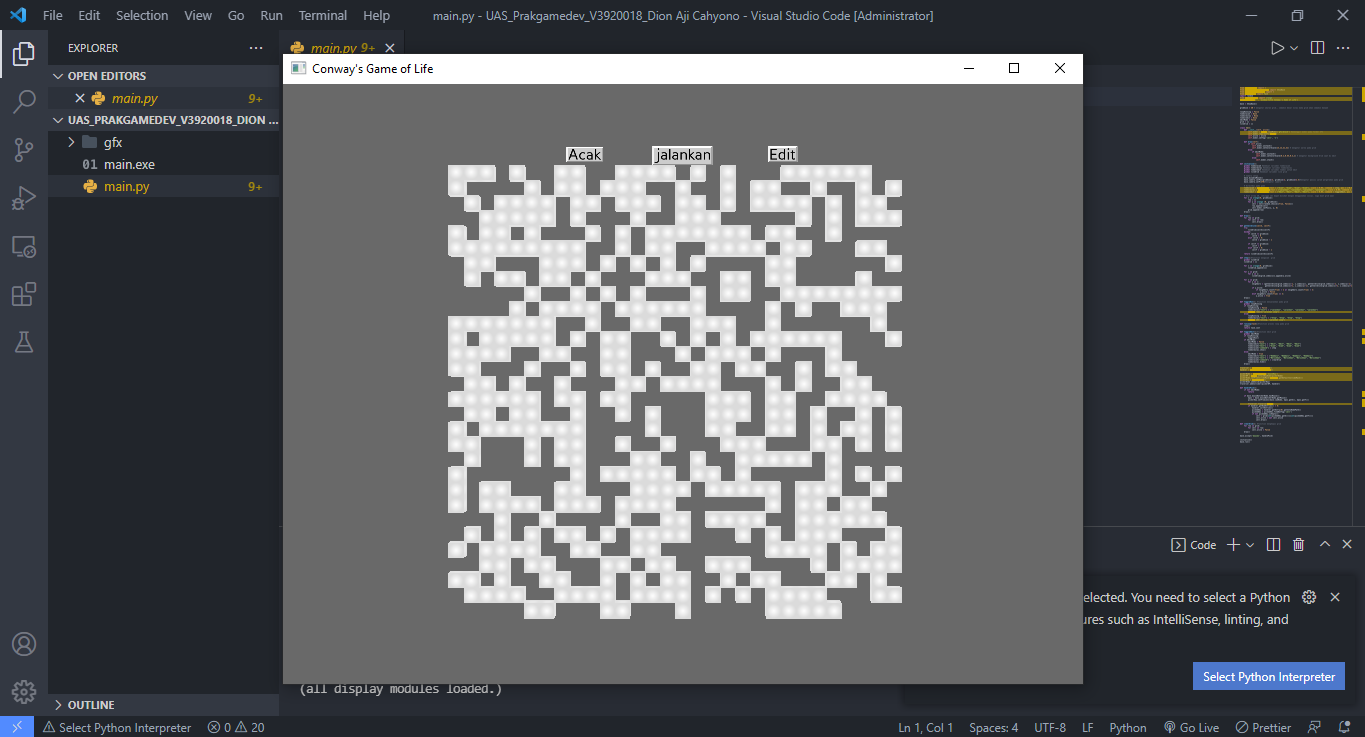 File Edit Selection View Go Run Terminal Help
main.py - UAS_Prakgamedev_V3920018_Dion Aji Cahyono - Visual Studio Code [Administrator]
EXPLORER
main.py 9+
OPEN EDITORS
main.py 9+
UAS_PRAKGAMEDEV_V3920018_DION ...
gfx
01 main.exe
main.py 9+
Conway's Game of Life
Acak jalankan Edit
Code
elected. You need to select a Python
ures such as IntelliSense, linting, and
Select Python Interpreter
(all display modules loaded.)
OUTLINE
Select Python Interpreter 0 20 Ln 1, Col 1 Spaces: 4 UTF-8 LF Python Go Live Prettier